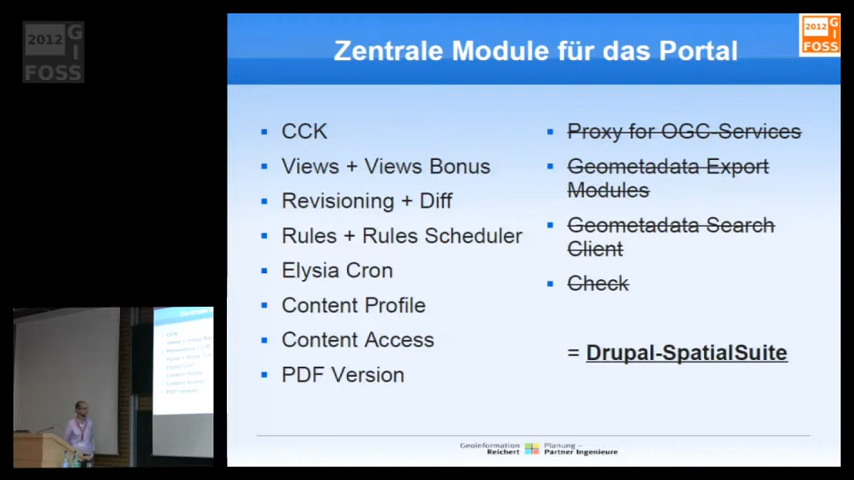 2012 GI
FOSS
Zentrale Module für das Portal
2012 GI
FOSS
CCK
Views + Views Bonus
Revisioning + Diff
Rules + Rules Scheduler
Elysia Cron
Content Profile
Content Access
PDF Version
Proxy for OGC-Services
Geometadata Export
Modules
Geometadata Search
Client
Check
= Drupal-SpatialSuite
Geoinformation
Reichert
Planung –
Partner Ingenieure